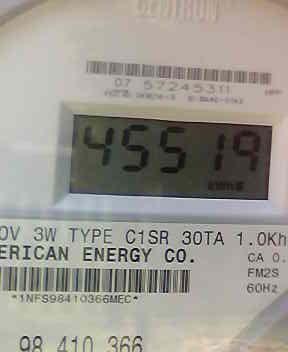 CENTRON
07 57245311
45519
0V 3W TYPE C1SR 30TA 1.0Kh
ERICAN ENERGY CO.
CA 0.
FM2S
*1NFS98410366MEC*
60Hz
98 410 366